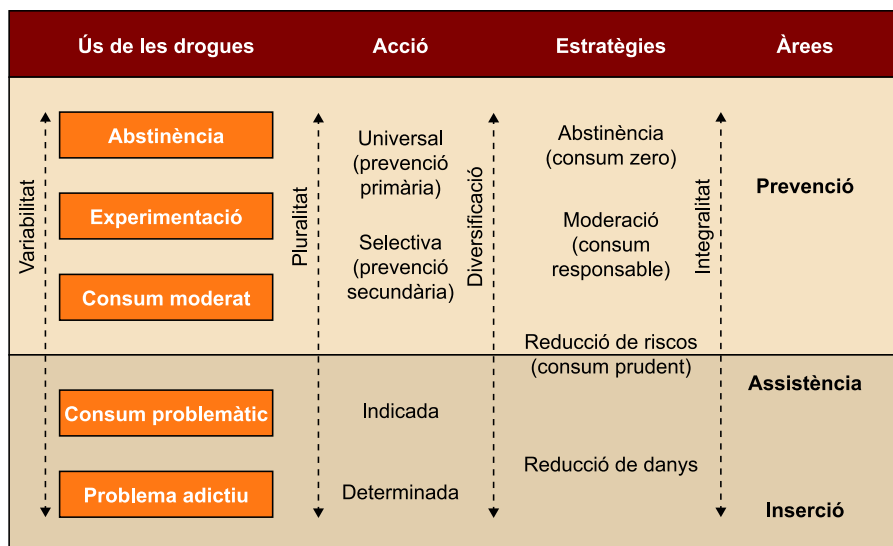 Ús de les drogues
Acció
Estratègies
Àrees
Variabilitat
Abstinència
Experimentació
Consum moderat
Consum problemàtic
Problema adictiu
Pluralitat
Universal
(prevenció
primària)
Selectiva
(prevenció
secundària)
Indicada
Determinada
Diversificació
Abstinència
(consum zero)
Moderació
(consum
responsable)
Reducció de riscos
(consum prudent)
Reducció de danys
Integralitat
Prevenció
Assistència
Inserció